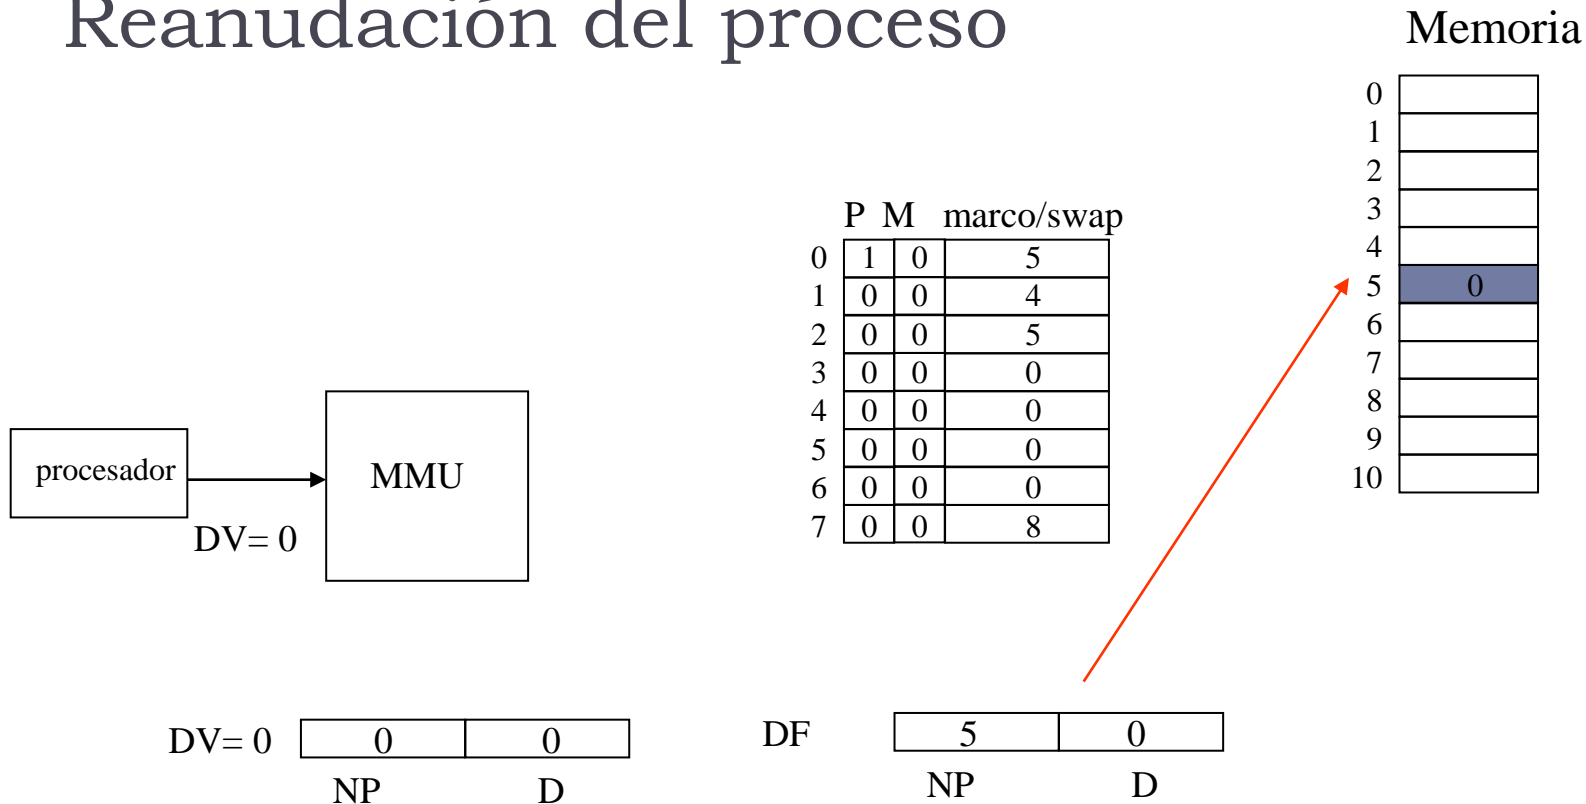 Reanudación del proceso
Memoria
0
1
2
3
4
5 0
6
7
8
9
10
P M marco/swap
0 1 0 5
1 0 0 4
2 0 0 5
3 0 0 0
4 0 0 0
5 0 0 0
6 0 0 0
7 0 0 8
procesador
MMU
DV= 0
DV= 0 0 0
NP D
DF 5 0
NP D